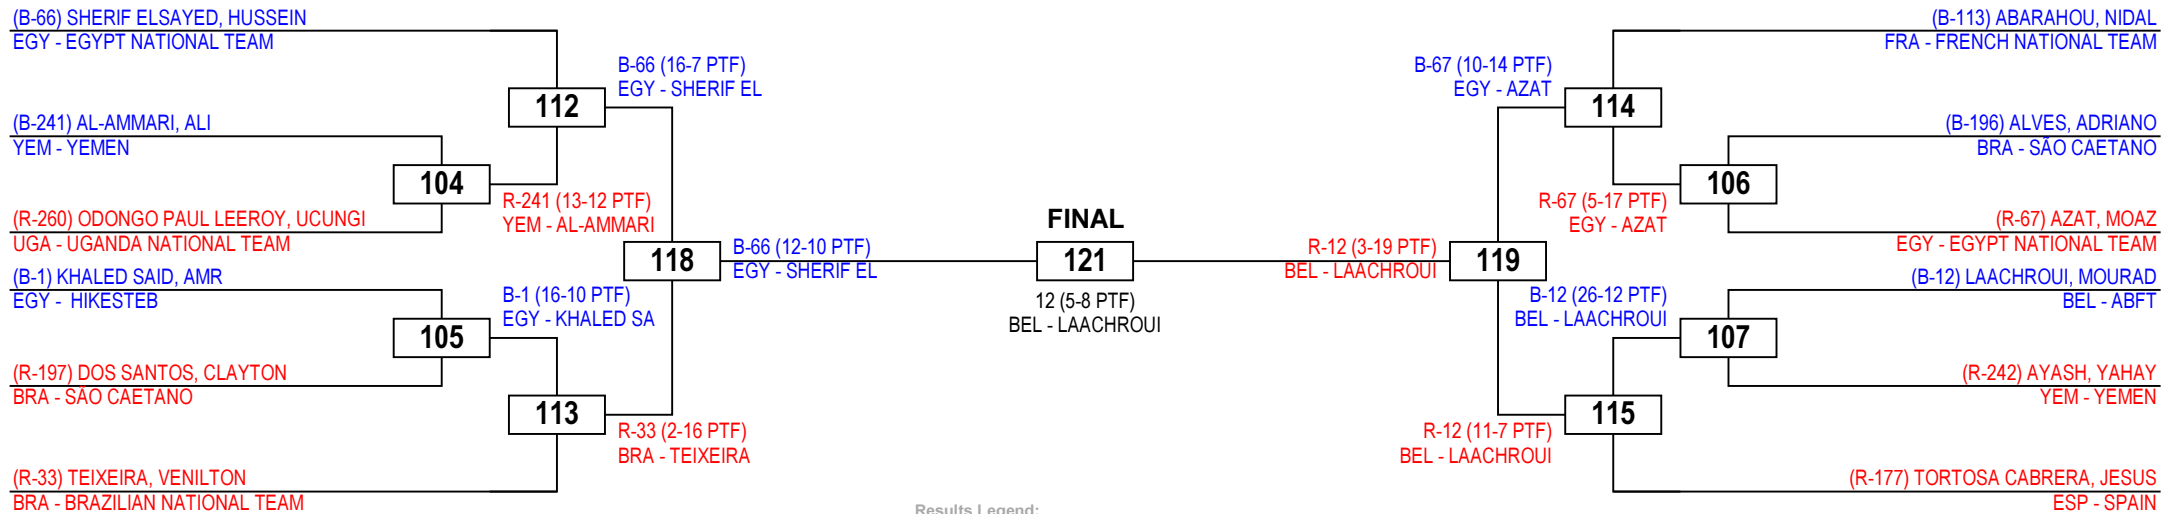 (B-66) SHERIF ELSAYED, HUSSEIN
EGY - EGYPT NATIONAL TEAM
(B-241) AL-AMMARI, ALI
YEM - YEMEN
(R-260) ODONGO PAUL LEEROY, UCUNGI
UGA - UGANDA NATIONAL TEAM
(B-1) KHALED SAID, AMR
EGY - HIKESTEB
(R-197) DOS SANTOS, CLAYTON
BRA - SÃO CAETANO
(R-33) TEIXEIRA, VENILTON
BRA - BRAZILIAN NATIONAL TEAM
104
105
R-241 (13-12 PTF)
YEM - AL-AMMARI
B-1 (16-10 PTF)
EGY - KHALED SA
112
113
B-66 (16-7 PTF)
EGY - SHERIF EL
R-33 (2-16 PTF)
BRA - TEIXEIRA
118
B-66 (12-10 PTF)
EGY - SHERIF EL
FINAL
121
12 (5-8 PTF)
BEL - LAACHROUI
R-12 (3-19 PTF)
BEL - LAACHROUI
119
B-67 (10-14 PTF)
EGY - AZAT
R-12 (11-7 PTF)
BEL - LAACHROUI
114
115
R-67 (5-17 PTF)
EGY - AZAT
B-12 (26-12 PTF)
BEL - LAACHROUI
106
107
(B-113) ABARAHOU, NIDAL
FRA - FRENCH NATIONAL TEAM
(B-196) ALVES, ADRIANO
BRA - SÃO CAETANO
(R-67) AZAT, MOAZ
EGY - EGYPT NATIONAL TEAM
(B-12) LAACHROUI, MOURAD
BEL - ABFT
(R-242) AYASH, YAHAY
YEM - YEMEN
(R-177) TORTOSA CABRERA, JESUS
ESP - SPAIN
Results Legend: